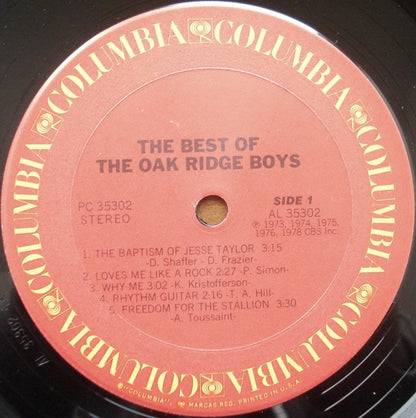 COLUMBIA COLUMBIA COLUMBIA COLUMBIA COLUMBIA COLUMBIA
THE BEST OF
THE OAK RIDGE BOYS
PC 35302
STEREO
SIDE 1
AL 35302
℗ 1973, 1974, 1975,
1976, 1978 CBS Inc.
1. THE BAPTISM OF JESSE TAYLOR 3:15
-D. Shaffer - D. Frazier-
2. LOVES ME LIKE A ROCK 2:27 -P. Simon-
3. WHY ME 3:02 -K. Kristofferson-
4. RHYTHM GUITAR 2:16 -T. A. Hill-
5. FREEDOM FOR THE STALLION 3:30
-A. Toussaint-
"COLUMBIA", MARCAS REG. PRINTED IN U.S.A.